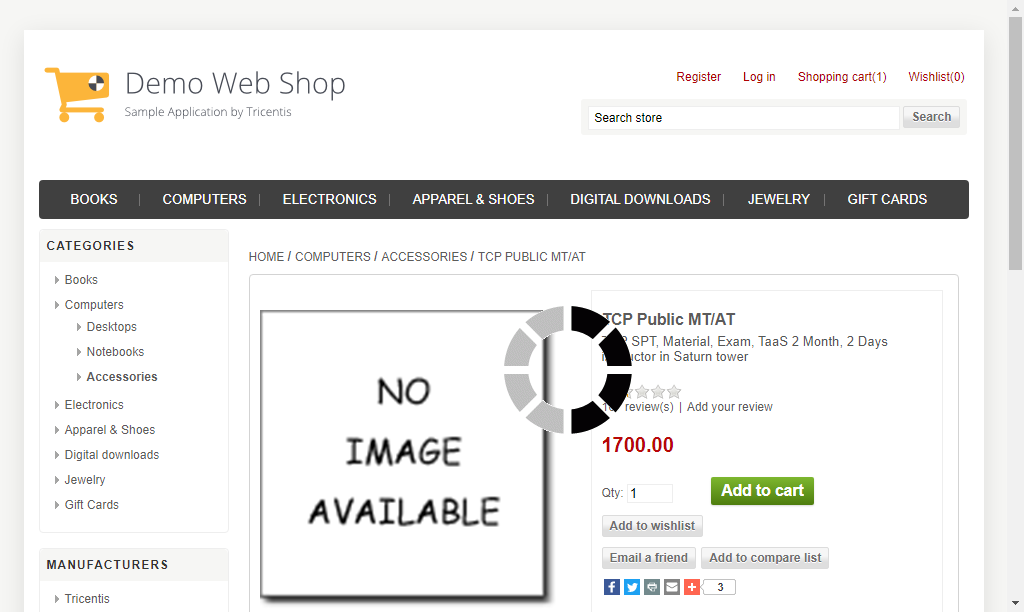 Demo Web Shop
Sample Application by Tricentis
Register Log in Shopping cart(1) Wishlist(0)
Search store Search
BOOKS | COMPUTERS | ELECTRONICS | APPAREL & SHOES | DIGITAL DOWNLOADS | JEWELRY | GIFT CARDS
CATEGORIES
Books
Computers
Desktops
Notebooks
Accessories
Electronics
Apparel & Shoes
Digital downloads
Jewelry
Gift Cards
MANUFACTURERS
Tricentis
HOME / COMPUTERS / ACCESSORIES / TCP PUBLIC MT/AT
NO
IMAGE
AVAILABLE
TCP Public MT/AT
SPT, Material, Exam, TaaS 2 Month, 2 Days
in Saturn tower
review(s) | Add your review
1700.00
Qty: 1 Add to cart
Add to wishlist
Email a friend Add to compare list
3